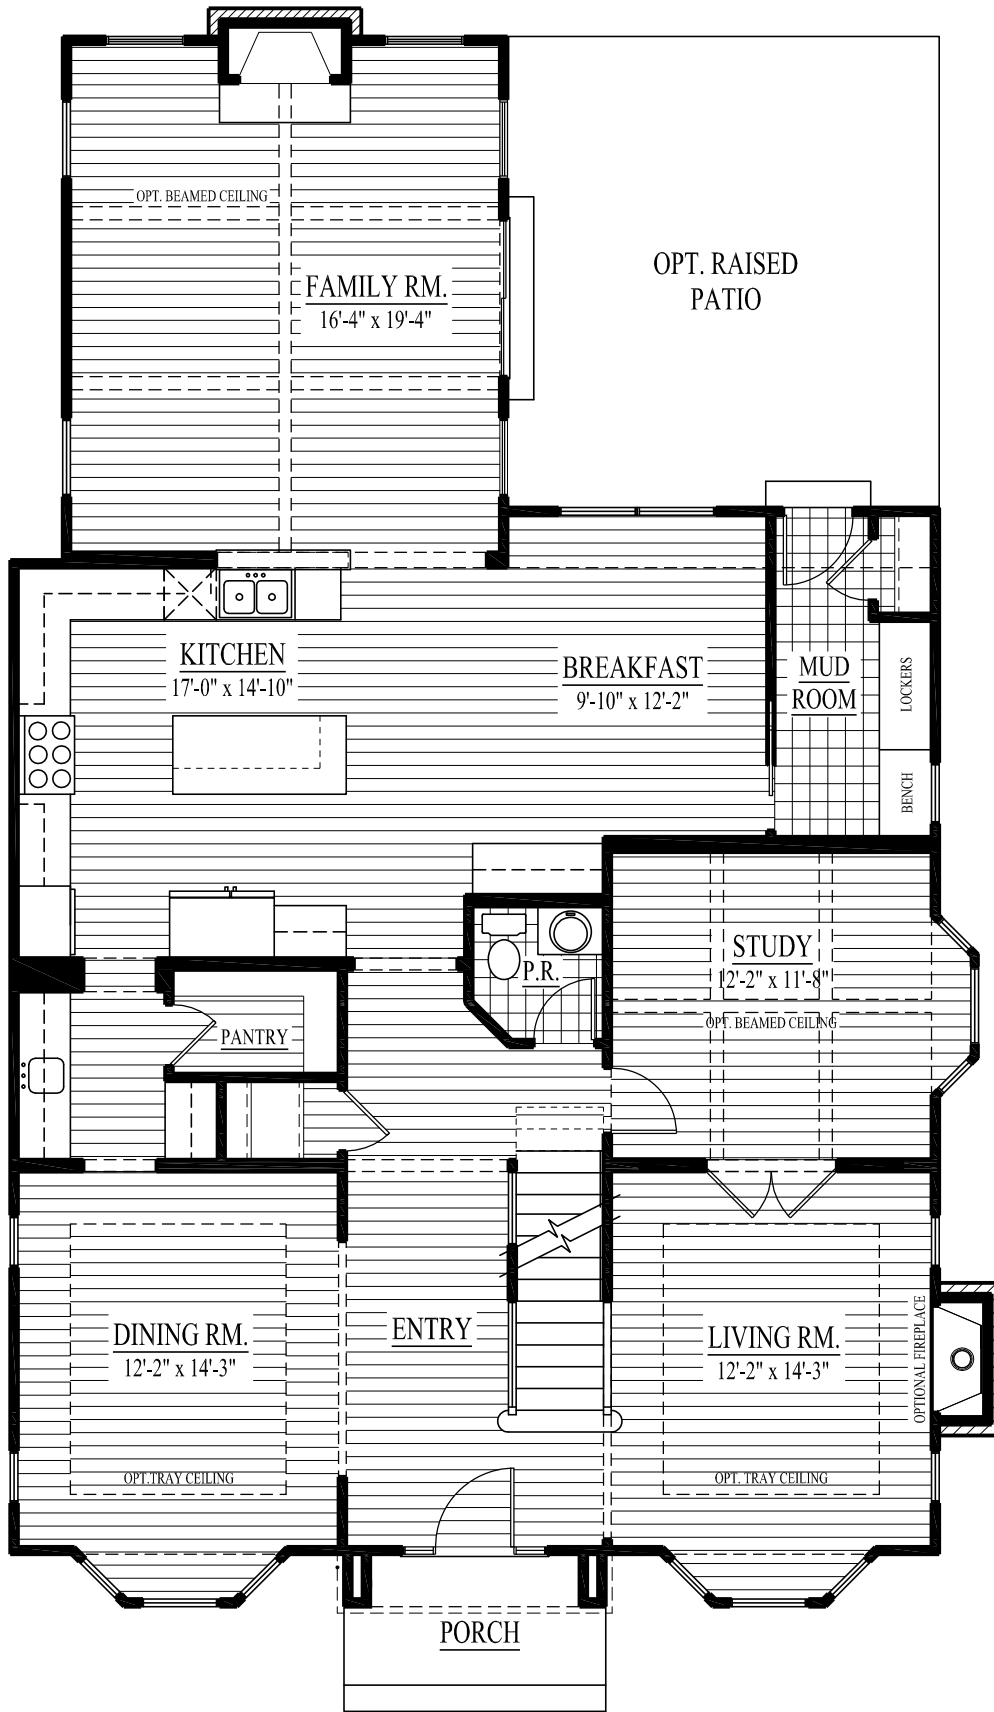 OPT. BEAMED CEILING
FAMILY RM.
16'-4" x 19'-4"
OPT. RAISED
PATIO
KITCHEN
17'-0" x 14'-10"
BREAKFAST
9'-10" x 12'-2"
MUD
ROOM
LOCKERS
BENCH
P.R.
STUDY
12'-2" x 11'-8"
OPT. BEAMED CEILING
PANTRY
DINING RM.
12'-2" x 14'-3"
OPT.TRAY CEILING
ENTRY
LIVING RM.
12'-2" x 14'-3"
OPT. TRAY CEILING
OPTIONAL FIREPLACE
PORCH